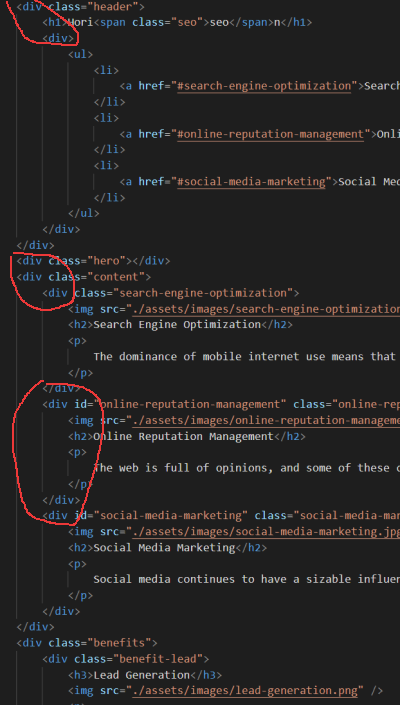 <div class="header">
<h1>Hori<span class="seo">seo</span>n</h1>
<div>
<ul>
<li>
<a href="#search-engine-optimization">Search
</li>
<li>
<a href="#online-reputation-management">Onli
</li>
<li>
<a href="#social-media-marketing">Social Med
</li>
</ul>
</div>
</div>
<div class="hero"></div>
<div class="content">
<div class="search-engine-optimization">
<img src="./assets/images/search-engine-optimization
<h2>Search Engine Optimization</h2>
<p>
The dominance of mobile internet use means that
</p>
</div>
<div id="online-reputation-management" class="online-rep
<img src="./assets/images/online-reputation-manageme
<h2>Online Reputation Management</h2>
<p>
The web is full of opinions, and some of these c
</p>
</div>
<div id="social-media-marketing" class="social-media-mar
<img src="./assets/images/social-media-marketing.jpg
<h2>Social Media Marketing</h2>
<p>
Social media continues to have a sizable influen
</p>
</div>
</div>
<div class="benefits">
<div class="benefit-lead">
<h3>Lead Generation</h3>
<img src="./assets/images/lead-generation.png" />